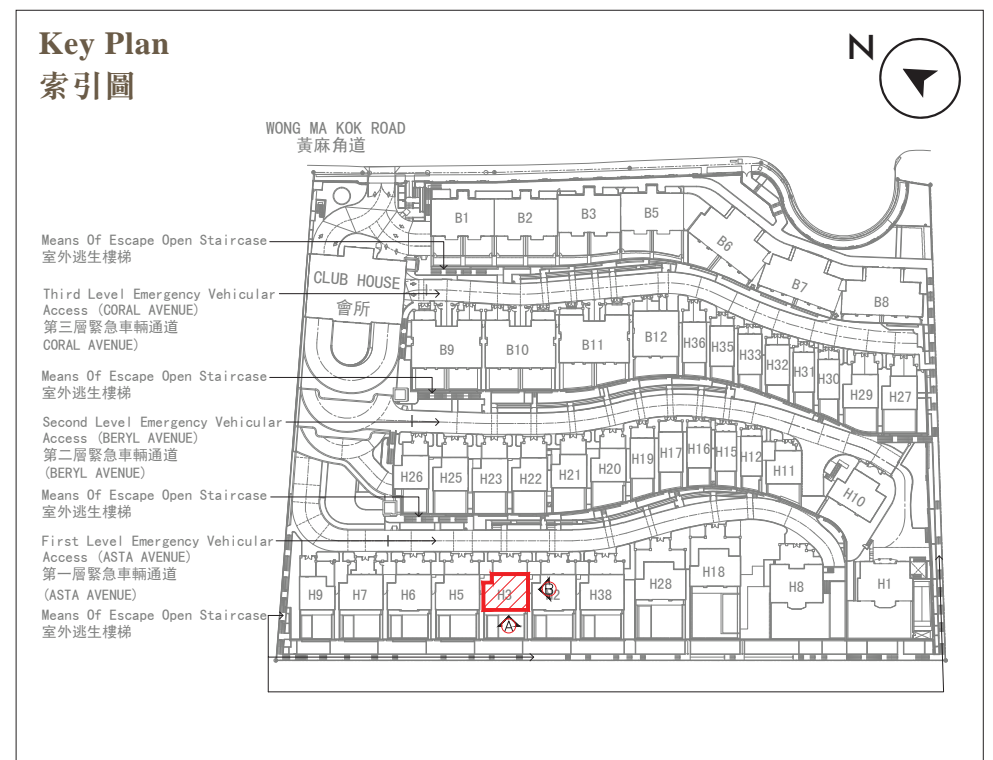 Key Plan
索引圖
N
WONG MA KOK ROAD
黃麻角道
Means Of Escape Open Staircase
室外逃生樓梯
CLUB HOUSE
會所
Third Level Emergency Vehicular
Access (CORAL AVENUE)
第三層緊急車輛通道
CORAL AVENUE)
Means Of Escape Open Staircase
室外逃生樓梯
Second Level Emergency Vehicular
Access (BERYL AVENUE)
第二層緊急車輛通道
(BERYL AVENUE)
Means Of Escape Open Staircase
室外逃生樓梯
First Level Emergency Vehicular
Access (ASTA AVENUE)
第一層緊急車輛通道
(ASTA AVENUE)
Means Of Escape Open Staircase
室外逃生樓梯
B1 B2 B3 B5 B6 B7 B8
B9 B10 B11 B12 H36 H35 H33 H32 H31 H30 H29 H27
H26 H25 H23 H22 H21 H20 H19 H17 H16 H15 H12 H11 H10
H9 H7 H6 H5 H3 H38 H28 H18 H8 H1
B
A